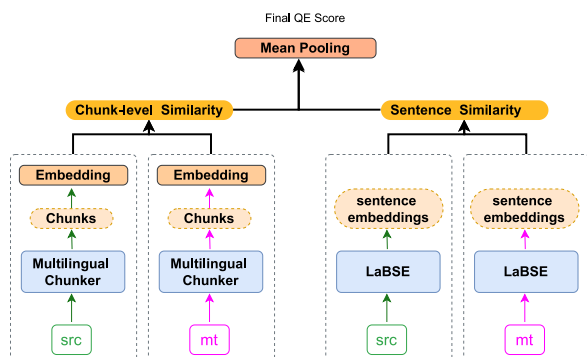 Final QE Score
Mean Pooling
Chunk-level Similarity
Sentence Similarity
Embedding
Embedding
Chunks
Chunks
Multilingual
Chunker
Multilingual
Chunker
src
mt
sentence
embeddings
sentence
embeddings
LaBSE
LaBSE
src
mt